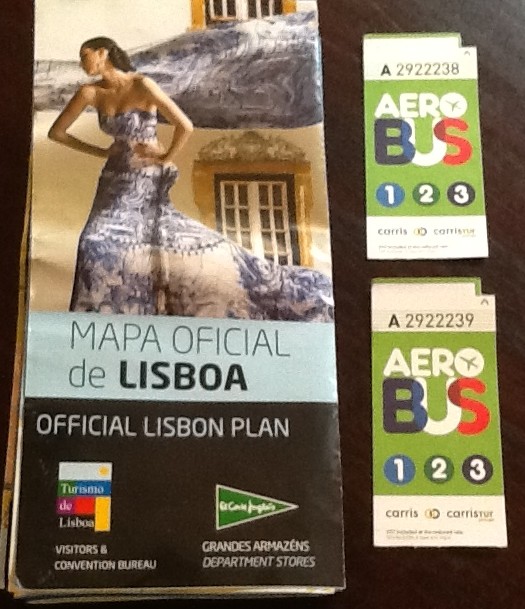 MAPA OFICIAL
de LISBOA
OFFICIAL LISBON PLAN
Turismo
de
Lisboa
VISITORS &
CONVENTION BUREAU
El Corte Inglés
GRANDES ARMAZÉNS
DEPARTMENT STORES
A 2922238
AERO
BUS
1 2 3
carris carristur
A 2922239
AERO
BUS
1 2 3
carris carristur